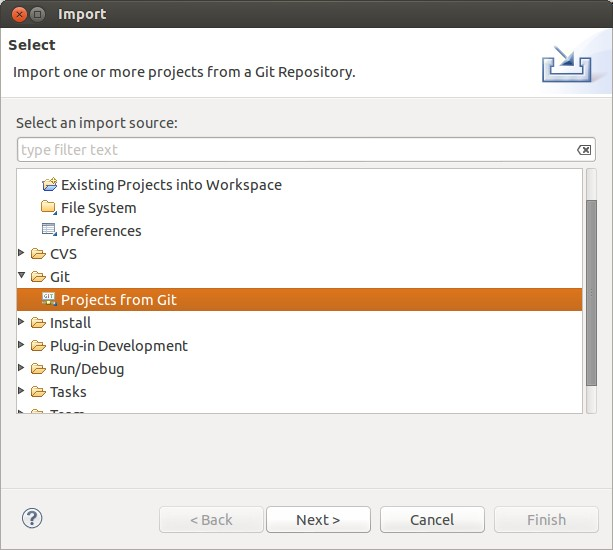 Import
Select
Import one or more projects from a Git Repository.
Select an import source:
type filter text
Existing Projects into Workspace
File System
Preferences
CVS
Git
Projects from Git
Install
Plug-in Development
Run/Debug
Tasks
Team
< Back
Next >
Cancel
Finish